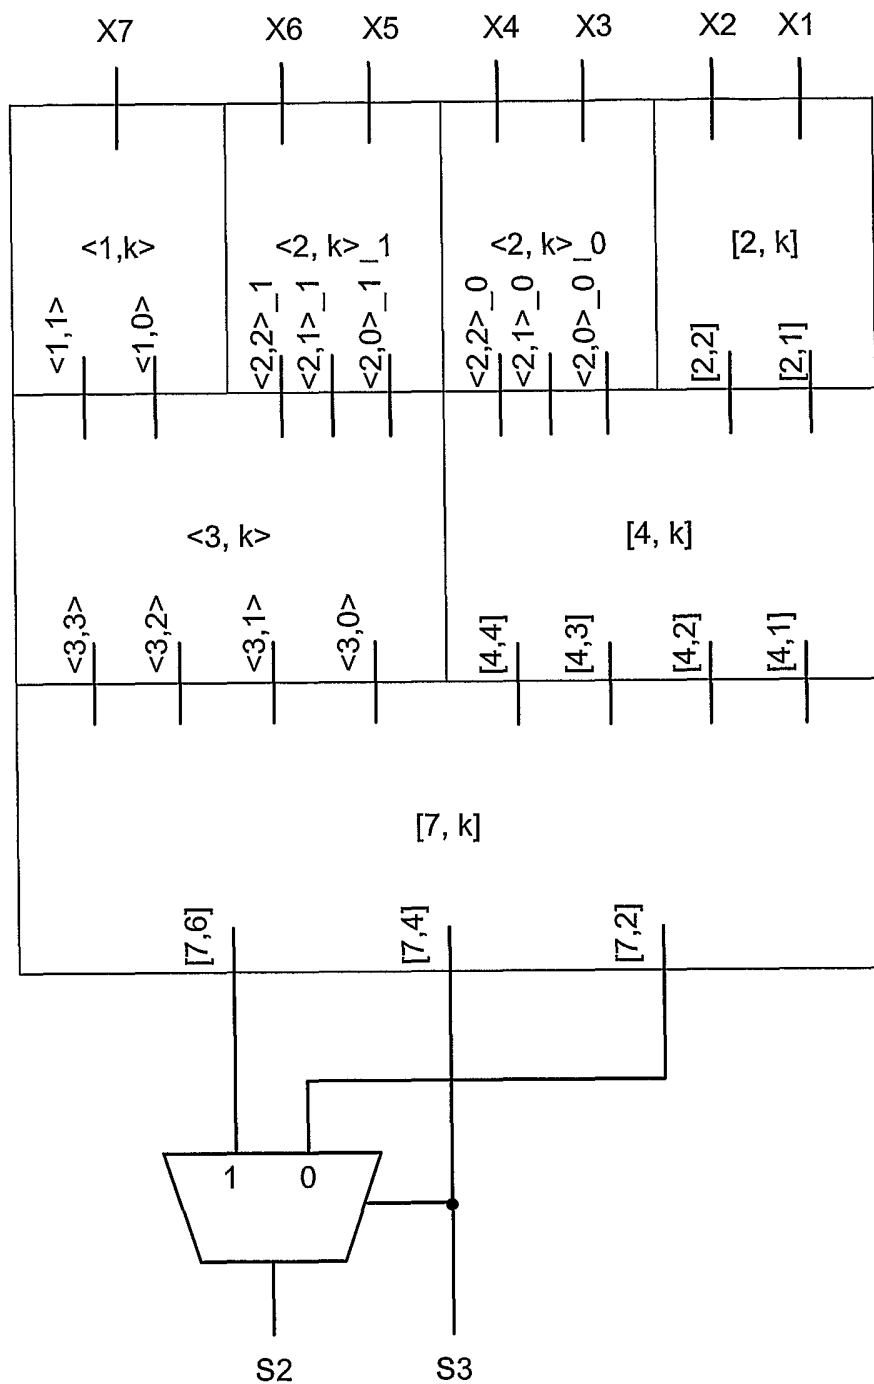 X7 X6 X5 X4 X3 X2 X1
<1,k> <2, k>_1 <2, k>_0 [2, k]
<1,1> <1,0> <2,2>_1 <2,1>_1 <2,0>_1 <2,2>_0 <2,1>_0 <2,0>_0 [2,2] [2,1]
<3, k> [4, k]
<3,3> <3,2> <3,1> <3,0> [4,4] [4,3] [4,2] [4,1]
[7, k]
[7,6] [7,4] [7,2]
1 0
S2 S3